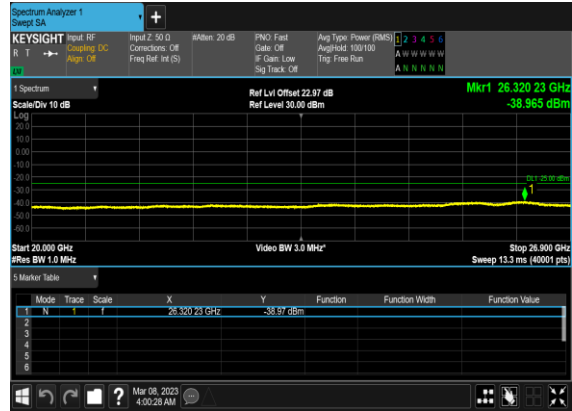 Spectrum Analyzer 1
Swept SA
+
KEYSIGHT Input: RF Input Z: 50 Ω #Atten: 20 dB PNO: Fast Avg Type: Power (RMS) 1 2 3 4 5 6
R T Coupling: DC Corrections: Off Gate: Off Avg|Hold: 100/100 A W W W W W
Align: Off Freq Ref: Int (S) IF Gain: Low Trig: Free Run
Sig Track: Off A N N N N N
1 Spectrum Ref Lvl Offset 22.97 dB Mkr1 26.320 23 GHz
Scale/Div 10 dB Ref Level 30.00 dBm -38.965 dBm
Log
20.0
10.0
0.00
-10.0
-20.0
DL1 -25.00 dBm
-30.0
1
-40.0
-50.0
-60.0
Start 20.000 GHz Video BW 3.0 MHz* Stop 26.900 GHz
#Res BW 1.0 MHz Sweep 13.3 ms (40001 pts)
5 Marker Table
Mode Trace Scale X Y Function Function Width Function Value
1 N 1 f 26.320 23 GHz -38.97 dBm
2
3
4
5
6
? Mar 08, 2023
4:00:28 AM